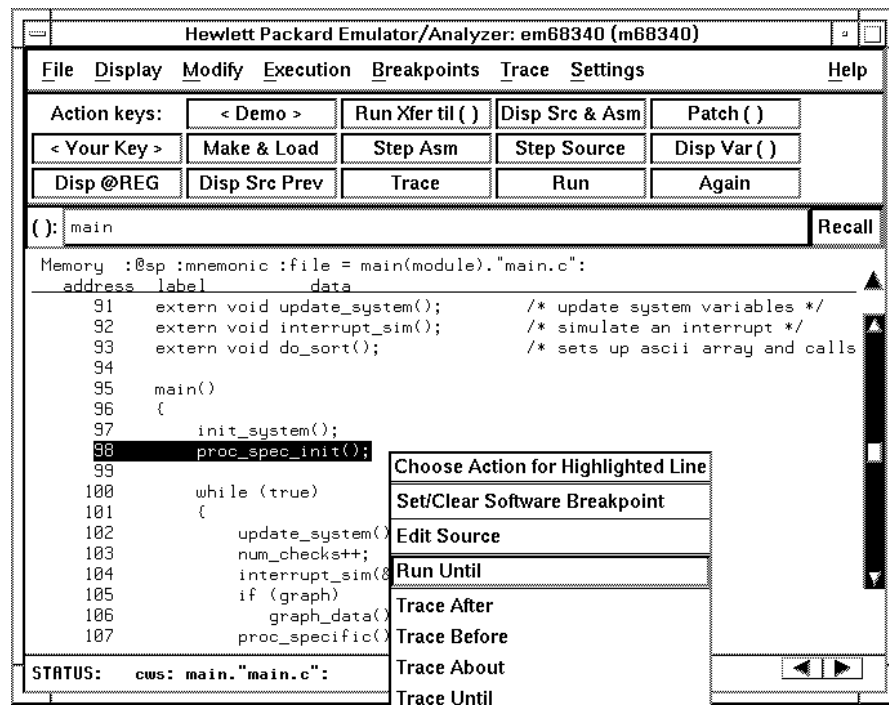 Hewlett Packard Emulator/Analyzer: em68340 (m68340)
File Display Modify Execution Breakpoints Trace Settings Help
Action keys: < Demo > Run Xfer til ( ) Disp Src & Asm Patch ( )
< Your Key > Make & Load Step Asm Step Source Disp Var ( )
Disp @REG Disp Src Prev Trace Run Again
( ): main Recall
Memory :@sp :mnemonic :file = main(module)."main.c":
address label data
91 extern void update_system(); /* update system variables */
92 extern void interrupt_sim(); /* simulate an interrupt */
93 extern void do_sort(); /* sets up ascii array and calls
94
95 main()
96 {
97 init_system();
98 proc_spec_init();
Choose Action for Highlighted Line
99
100 while (true)
Set/Clear Software Breakpoint
101 {
102 update_system()
Edit Source
103 num_checks++;
104 interrupt_sim(&
Run Until
105 if (graph)
Trace After
106 graph_data()
107 proc_specific()
Trace Before
STATUS: cws: main."main.c":
Trace About
Trace Until